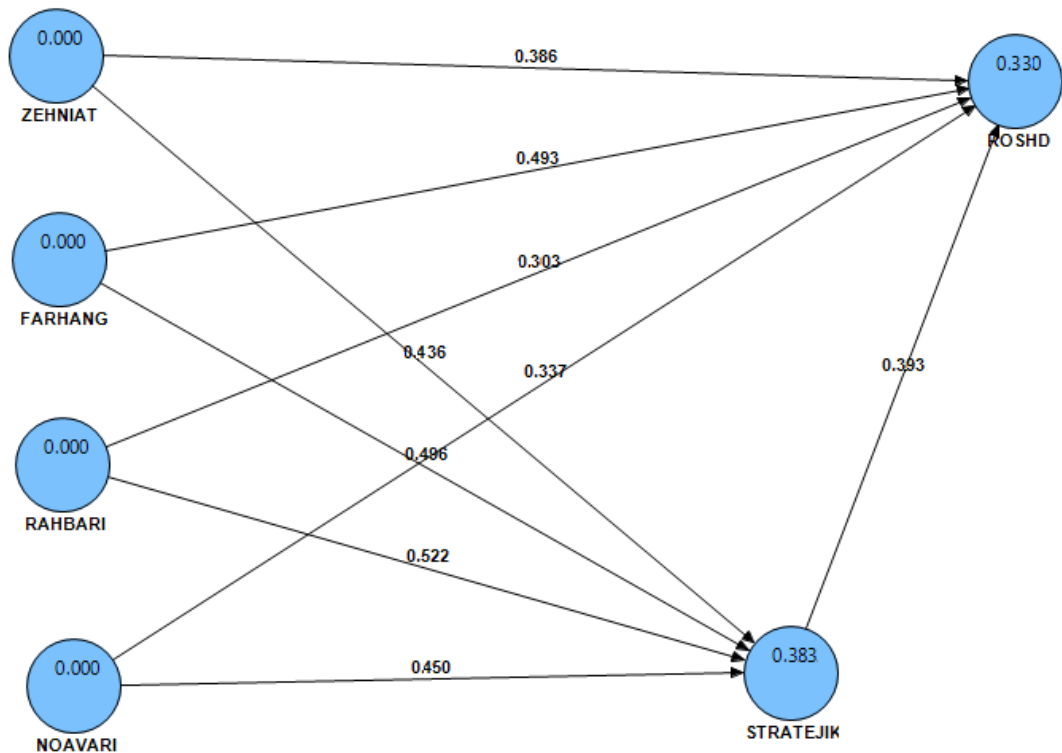 0.000
ZEHNIAT
0.386
0.330
ROSHD
0.493
0.000
FARHANG
0.303
0.436
0.337
0.393
0.496
0.000
RAHBARI
0.522
0.000
NOAVARI
0.450
0.383
STRATEJIK